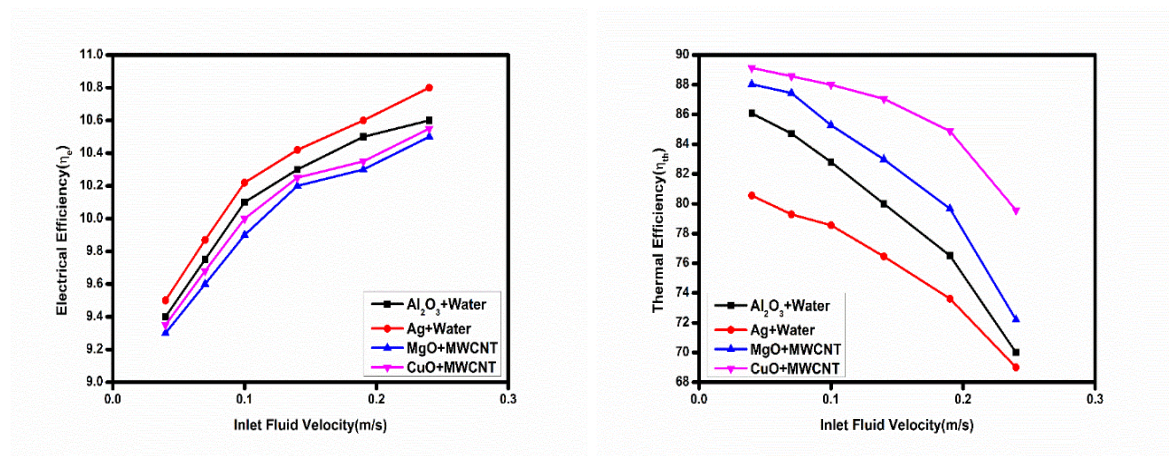 11.0
10.8
10.6
10.4
10.2
10.0
9.8
9.6
9.4
9.2
9.0
0.0
0.1
0.2
0.3
Electrical Efficiency(ηe)
Inlet Fluid Velocity(m/s)
Al2O3+Water
Ag+Water
MgO+MWCNT
CuO+MWCNT
90
88
86
84
82
80
78
76
74
72
70
68
0.0
0.1
0.2
0.3
Thermal Efficiency(ηth)
Inlet Fluid Velocity(m/s)
Al2O3+Water
Ag+Water
MgO+MWCNT
CuO+MWCNT